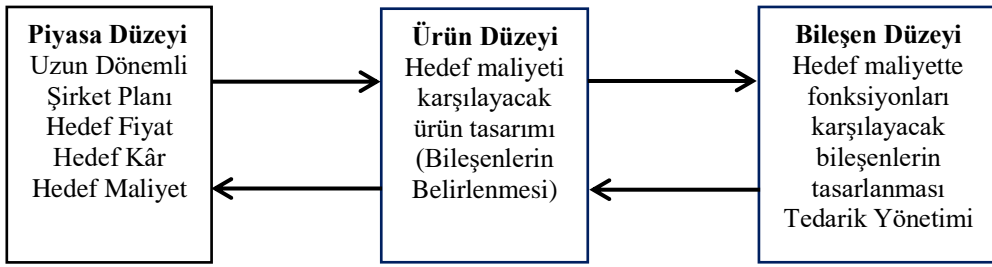 Piyasa Düzeyi
Uzun Dönemli
Şirket Planı
Hedef Fiyat
Hedef Kâr
Hedef Maliyet
Ürün Düzeyi
Hedef maliyeti
karşılayacak
ürün tasarımı
(Bileşenlerin
Belirlenmesi)
Bileşen Düzeyi
Hedef maliyette
fonksiyonları
karşılayacak
bileşenlerin
tasarlanması
Tedarik Yönetimi